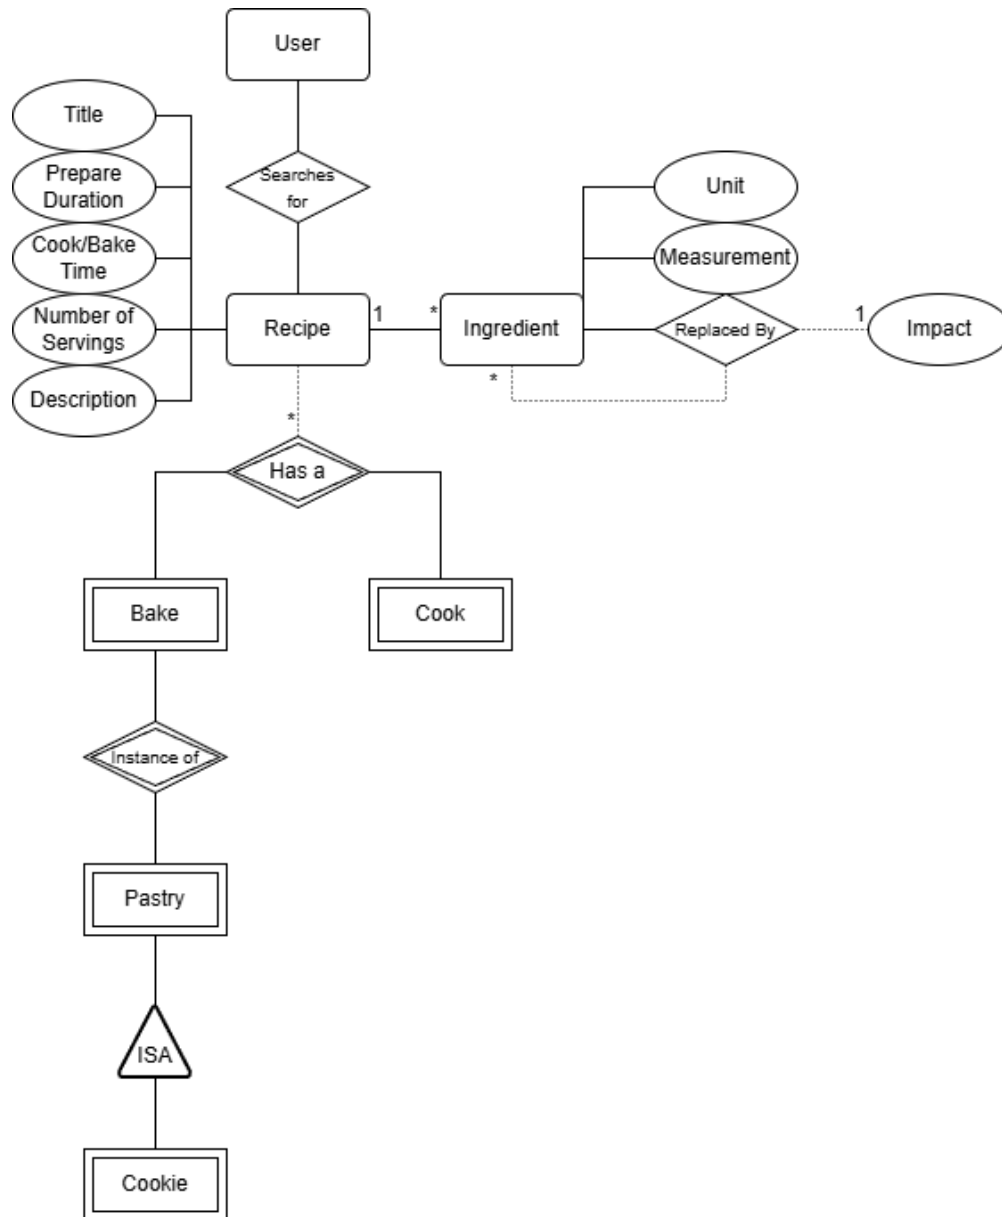 User
Title
Searches
for
Prepare
Duration
Unit
Cook/Bake
Time
Measurement
Number of
Servings
Recipe
1
*
Ingredient
Replaced By
1
Impact
*
Description
*
Has a
Bake
Cook
Instance of
Pastry
ISA
Cookie